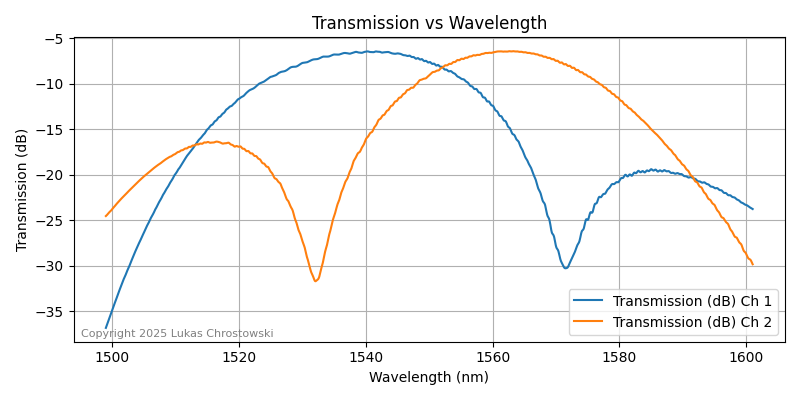 Transmission vs Wavelength
Transmission (dB)
−5
−10
−15
−20
−25
−30
−35
Copyright 2025 Lukas Chrostowski
Transmission (dB) Ch 1
Transmission (dB) Ch 2
1500 1520 1540 1560 1580 1600
Wavelength (nm)